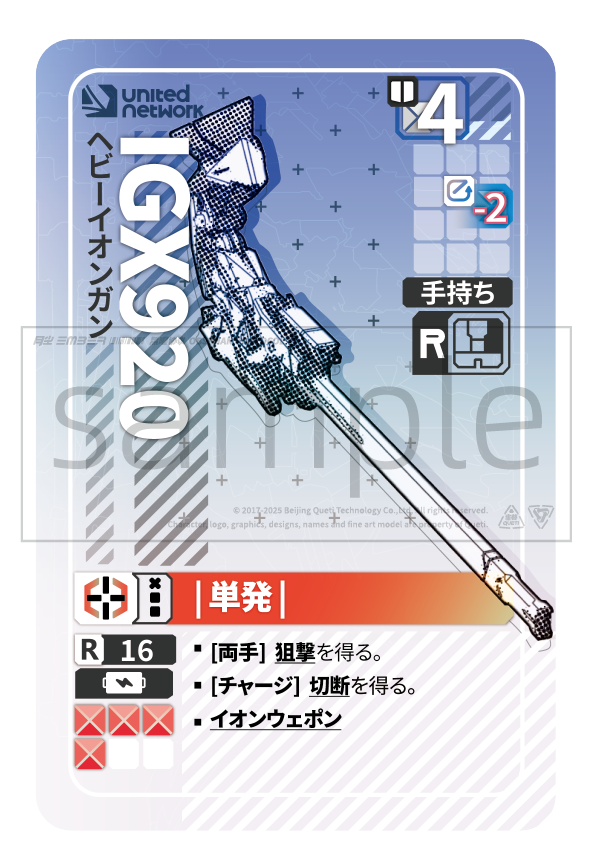 united
network
ヘビーイオンガン
IGX920
4
-2
手持ち
R
sample
© 2017-2025 Beijing Queti Technology Co.,Ltd. All rights reserved.
Character, logo, graphics, designs, names and fine art model are property of Queti.
|単発|
R 16
▪ [両手] 狙撃を得る。
▪ [チャージ] 切断を得る。
▪ イオンウェポン